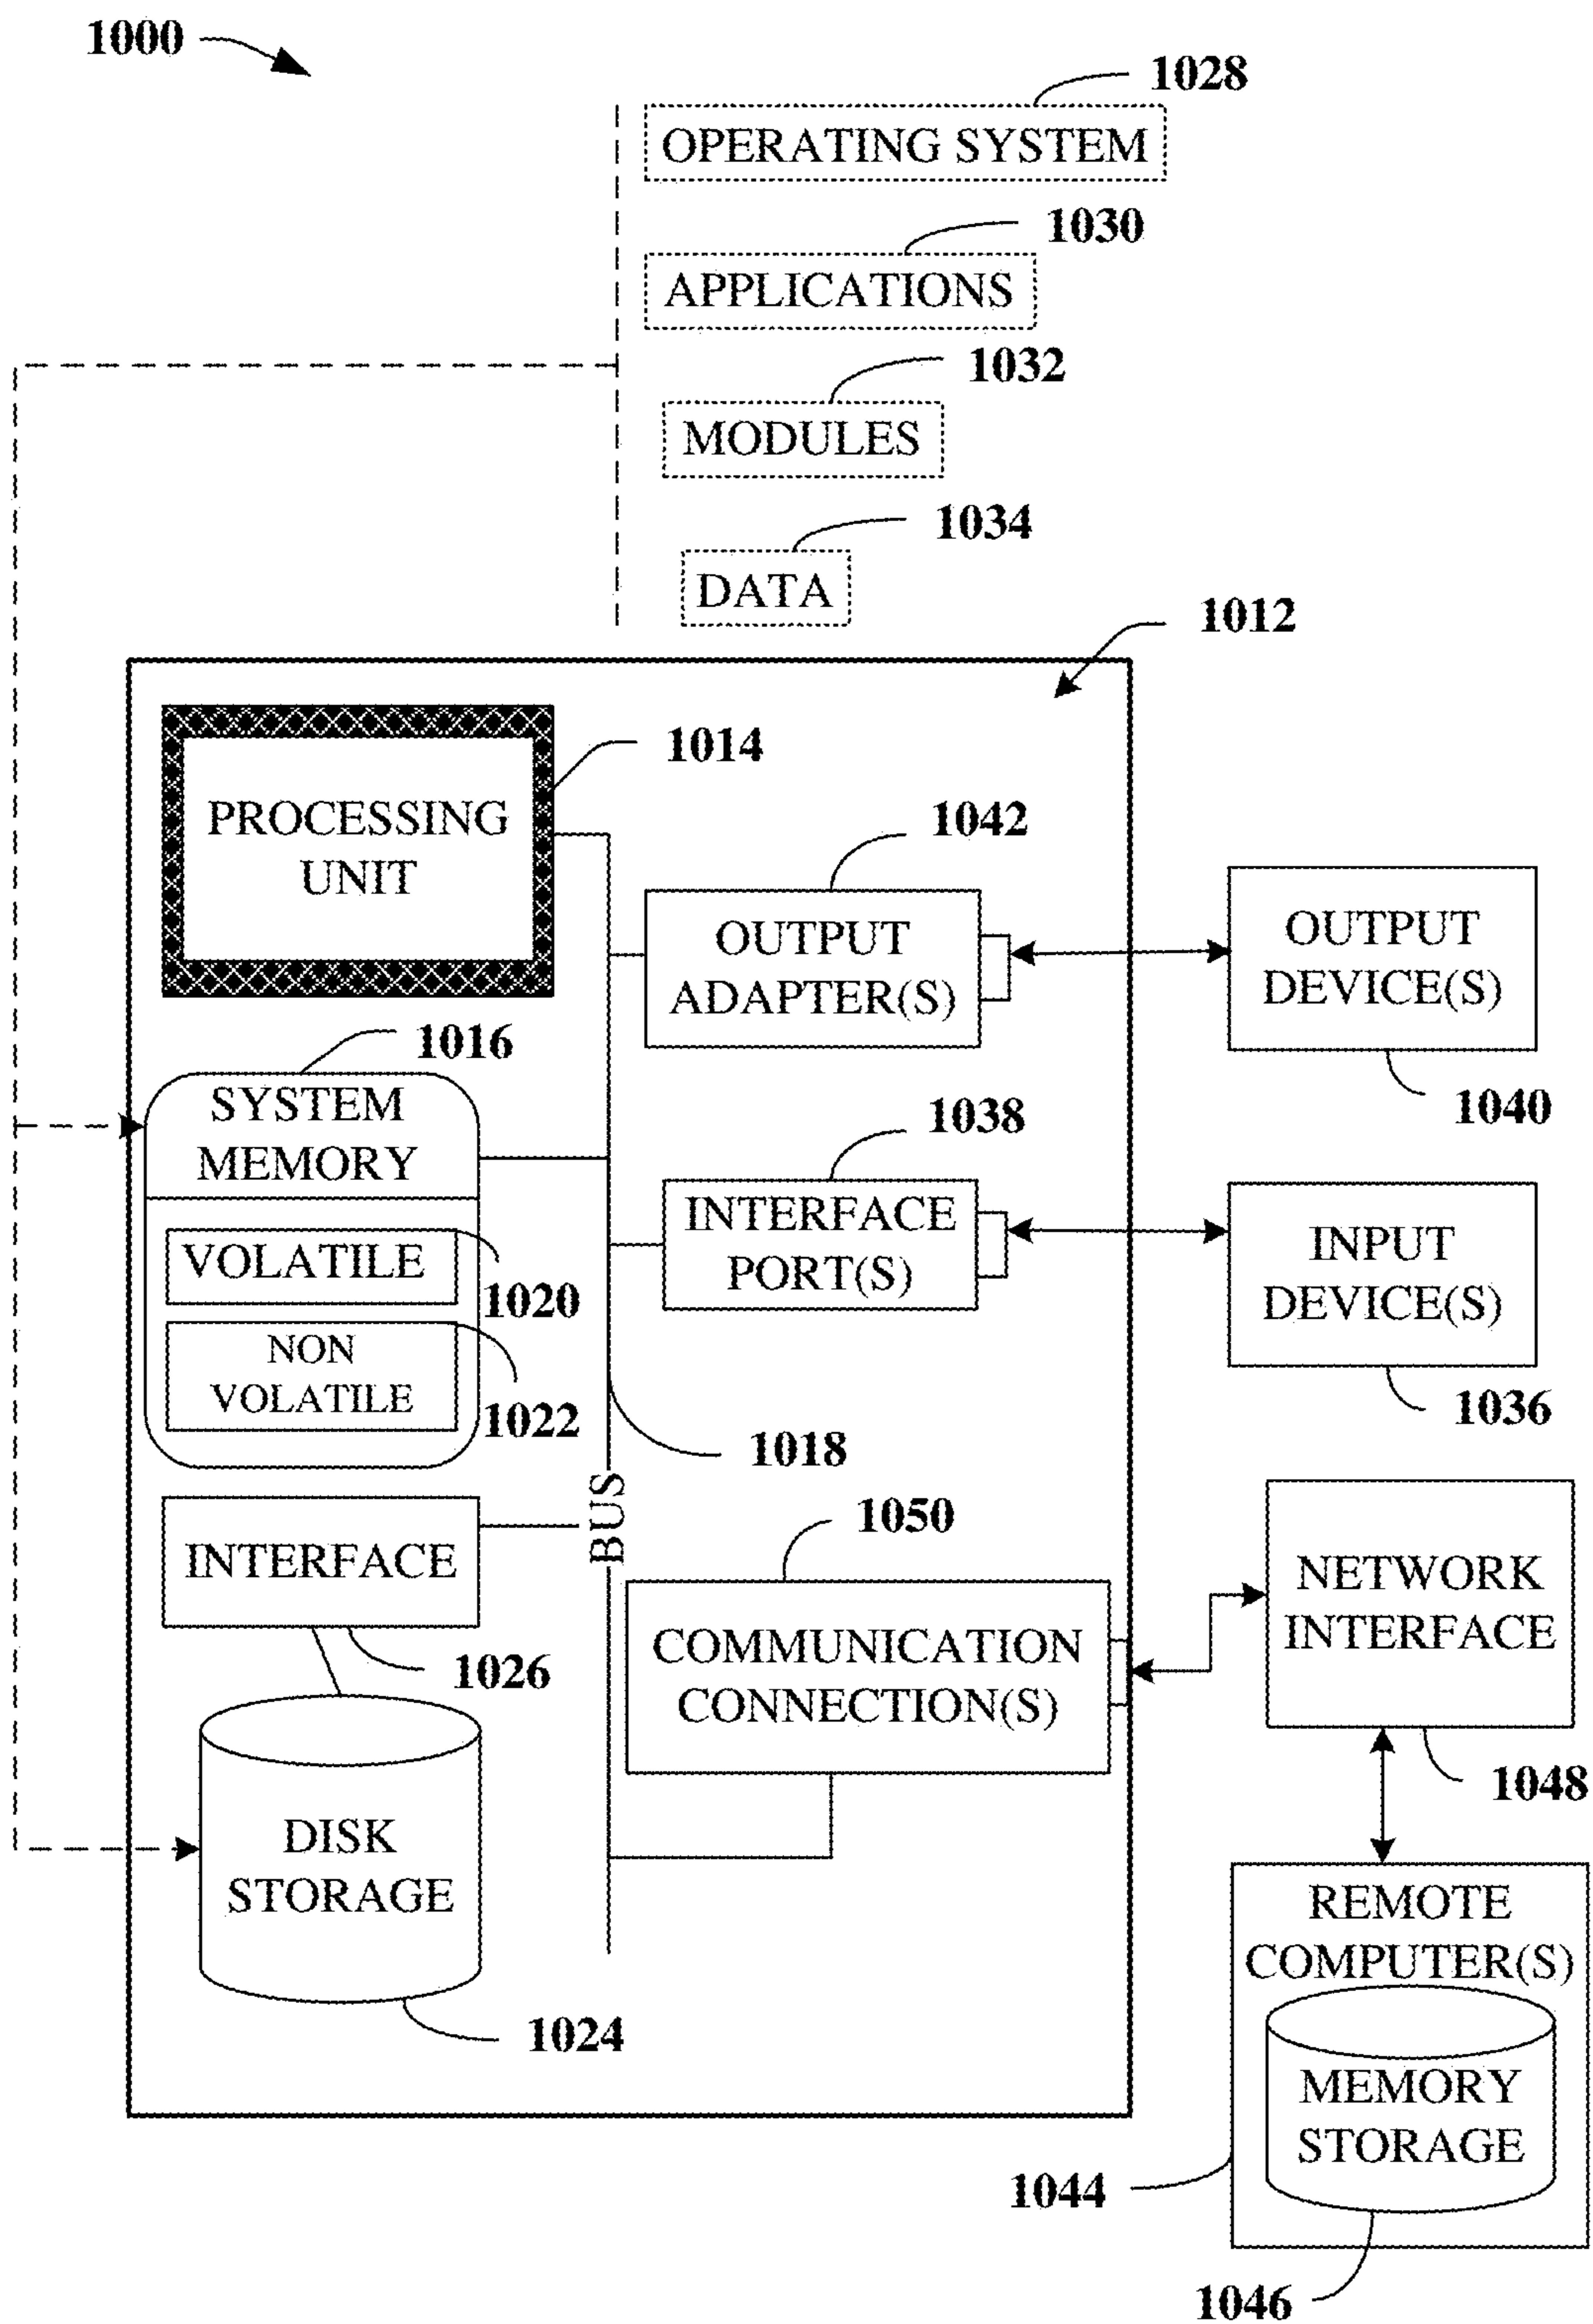 1000
1028
OPERATING SYSTEM
1030
APPLICATIONS
1032
MODULES
1034
DATA
1012
PROCESSING
UNIT
1014
1042
OUTPUT
ADAPTER(S)
OUTPUT
DEVICE(S)
1040
1016
SYSTEM
MEMORY
VOLATILE
1020
NON
VOLATILE
1022
1038
INTERFACE
PORT(S)
INPUT
DEVICE(S)
1036
1018
BUS
INTERFACE
1026
1050
COMMUNICATION
CONNECTION(S)
NETWORK
INTERFACE
1048
DISK
STORAGE
1024
REMOTE
COMPUTER(S)
MEMORY
STORAGE
1044
1046